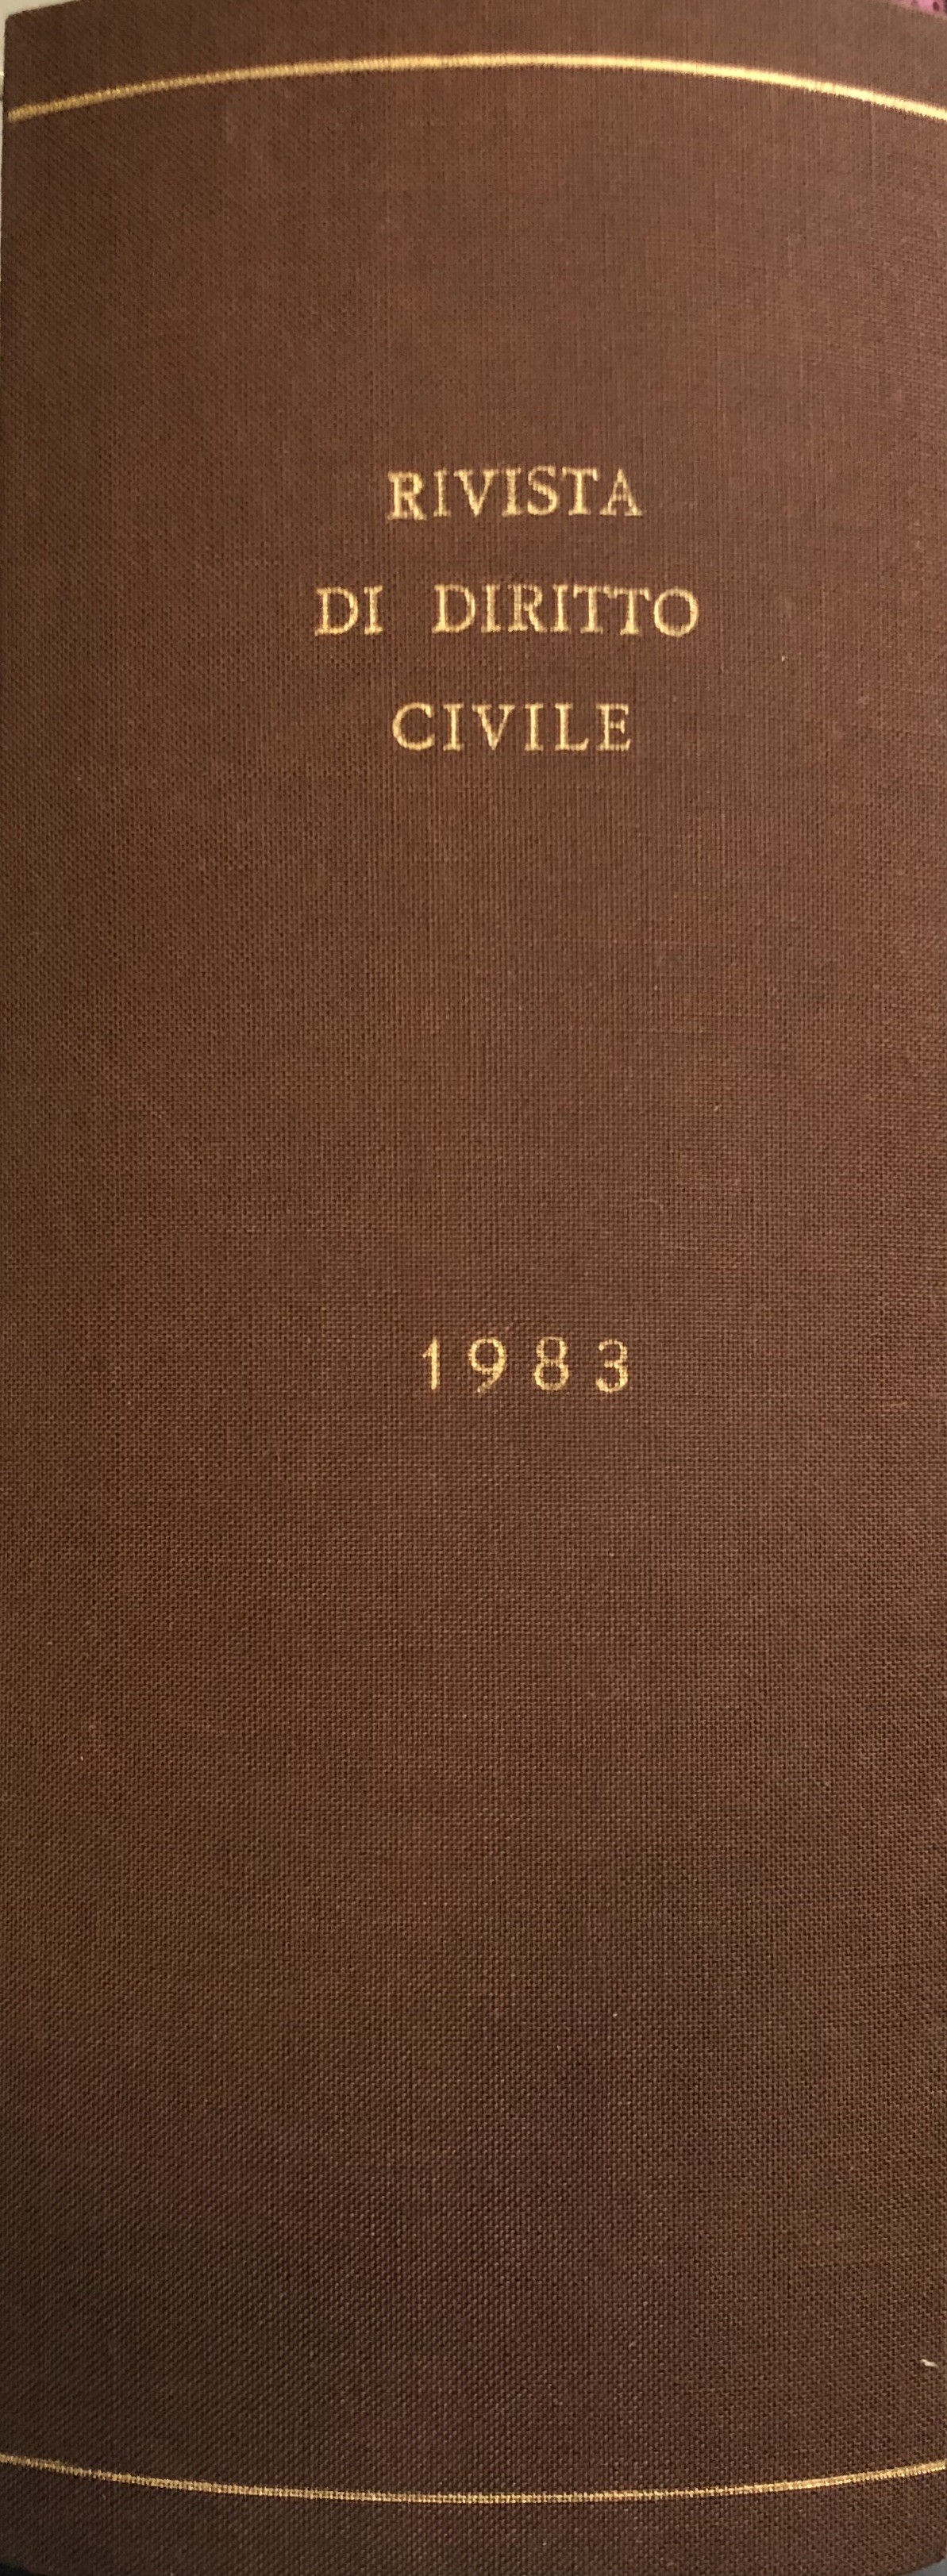 RIVISTA
DI DIRITTO
CIVILE
1983